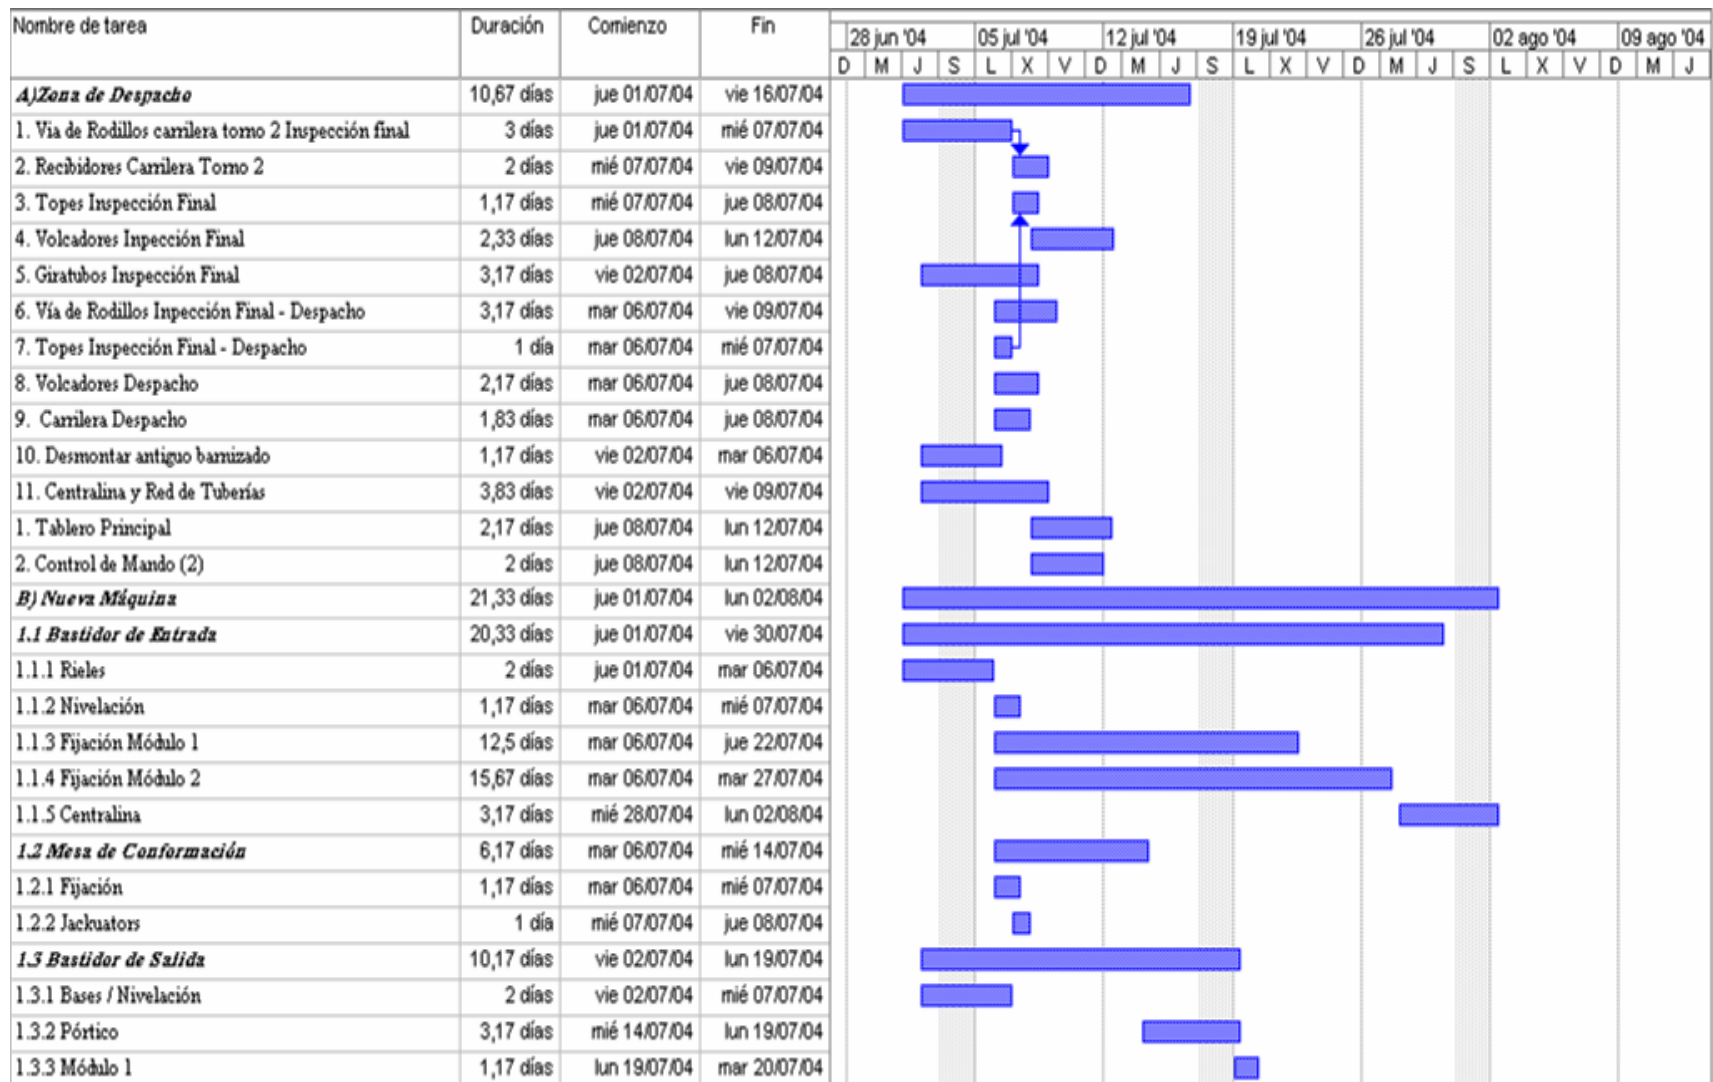 Nombre de tarea Duración Comienzo Fin
28 jun '04 05 jul '04 12 jul '04 19 jul '04 26 jul '04 02 ago '04 09 ago '04
D M J S L X V D M J S L X V D M J S L X V D M J
A)Zona de Despacho 10,67 días jue 01/07/04 vie 16/07/04
1. Via de Rodillos carrilera torno 2 Inspección final 3 días jue 01/07/04 mié 07/07/04
2. Recibidores Carrilera Torno 2 2 días mié 07/07/04 vie 09/07/04
3. Topes Inspección Final 1,17 días mié 07/07/04 jue 08/07/04
4. Volcadores Inpección Final 2,33 días jue 08/07/04 lun 12/07/04
5. Giratubos Inspección Final 3,17 días vie 02/07/04 jue 08/07/04
6. Vía de Rodillos Inpección Final - Despacho 3,17 días mar 06/07/04 vie 09/07/04
7. Topes Inspección Final - Despacho 1 día mar 06/07/04 mié 07/07/04
8. Volcadores Despacho 2,17 días mar 06/07/04 jue 08/07/04
9. Carrilera Despacho 1,83 días mar 06/07/04 jue 08/07/04
10. Desmontar antiguo barnizado 1,17 días vie 02/07/04 mar 06/07/04
11. Centralina y Red de Tuberías 3,83 días vie 02/07/04 vie 09/07/04
1. Tablero Principal 2,17 días jue 08/07/04 lun 12/07/04
2. Control de Mando (2) 2 días jue 08/07/04 lun 12/07/04
B) Nueva Máquina 21,33 días jue 01/07/04 lun 02/08/04
1.1 Bastidor de Entrada 20,33 días jue 01/07/04 vie 30/07/04
1.1.1 Rieles 2 días jue 01/07/04 mar 06/07/04
1.1.2 Nivelación 1,17 días mar 06/07/04 mié 07/07/04
1.1.3 Fijación Módulo 1 12,5 días mar 06/07/04 jue 22/07/04
1.1.4 Fijación Módulo 2 15,67 días mar 06/07/04 mar 27/07/04
1.1.5 Centralina 3,17 días mié 28/07/04 lun 02/08/04
1.2 Mesa de Conformación 6,17 días mar 06/07/04 mié 14/07/04
1.2.1 Fijación 1,17 días mar 06/07/04 mié 07/07/04
1.2.2 Jackuators 1 día mié 07/07/04 jue 08/07/04
1.3 Bastidor de Salida 10,17 días vie 02/07/04 lun 19/07/04
1.3.1 Bases / Nivelación 2 días vie 02/07/04 mié 07/07/04
1.3.2 Pórtico 3,17 días mié 14/07/04 lun 19/07/04
1.3.3 Módulo 1 1,17 días lun 19/07/04 mar 20/07/04